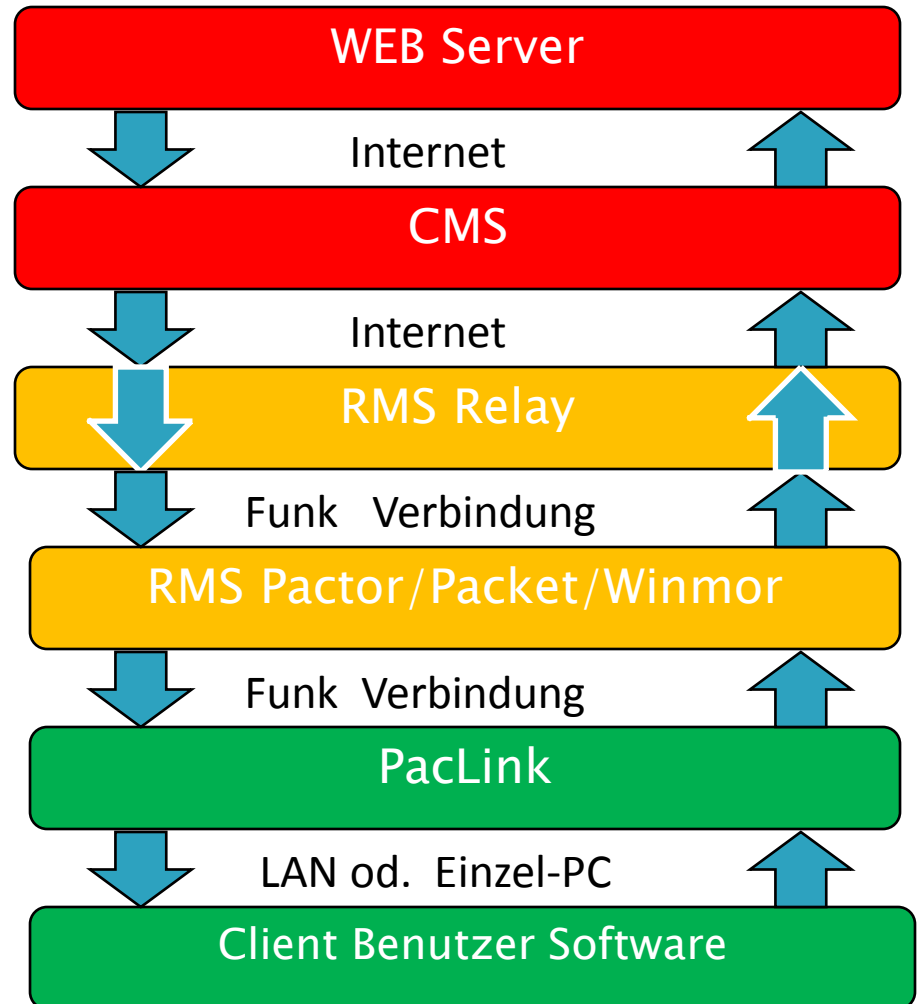 WEB Server
Internet
CMS
Internet
RMS Relay
Funk Verbindung
RMS Pactor/Packet/Winmor
Funk Verbindung
PacLink
LAN od. Einzel-PC
Client Benutzer Software